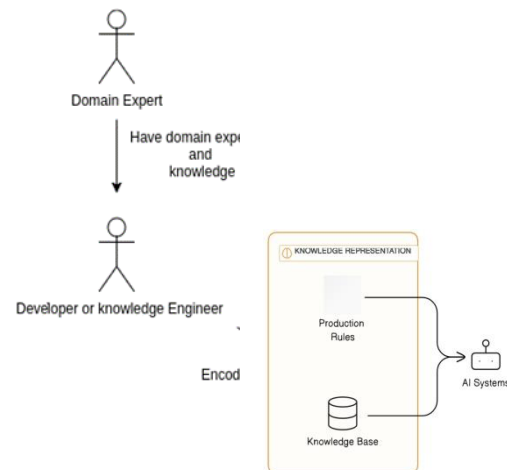 Domain Expert
Have domain expe
and
knowledge
Developer or knowledge Engineer
Encod
KNOWLEDGE REPRESENTATION
Production
Rules
Knowledge Base
AI Systems